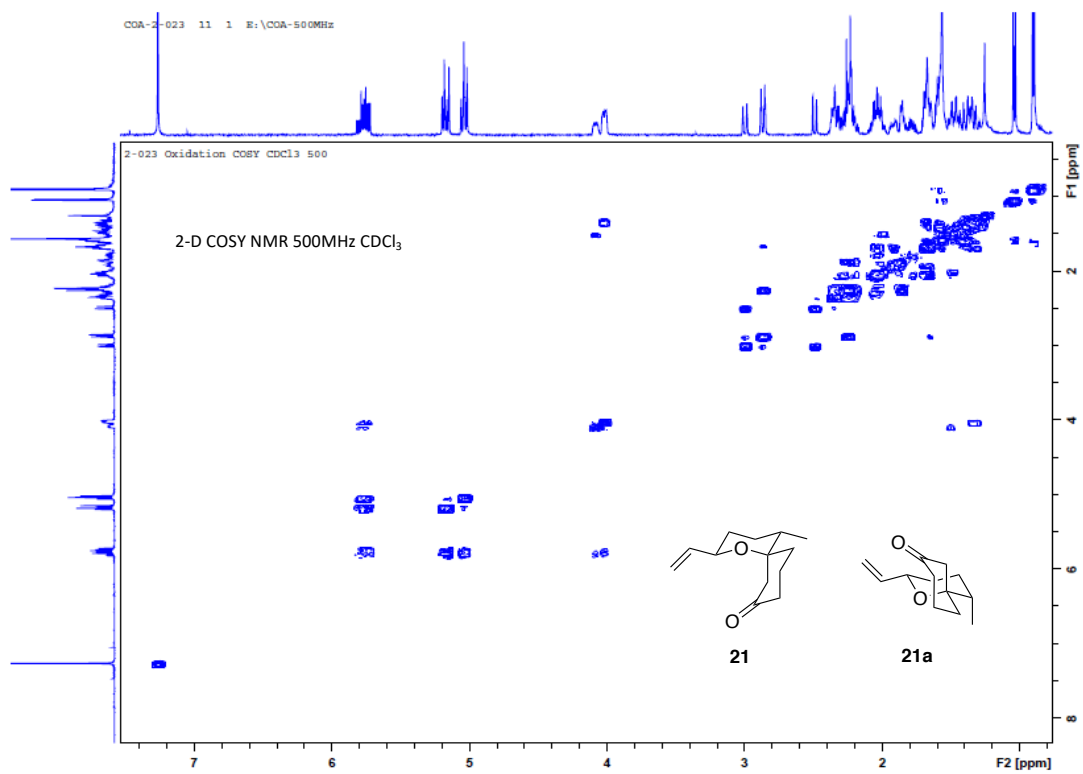 COA-2-023 11 1 E:\COA-500MHz
2-023 Oxidation COSY CDCl3 500
2-D COSY NMR 500MHz CDCl₃
F1 [ppm]
2
4
6
8
O
O
21
O
O
21a
7
6
5
4
3
2
F2 [ppm]